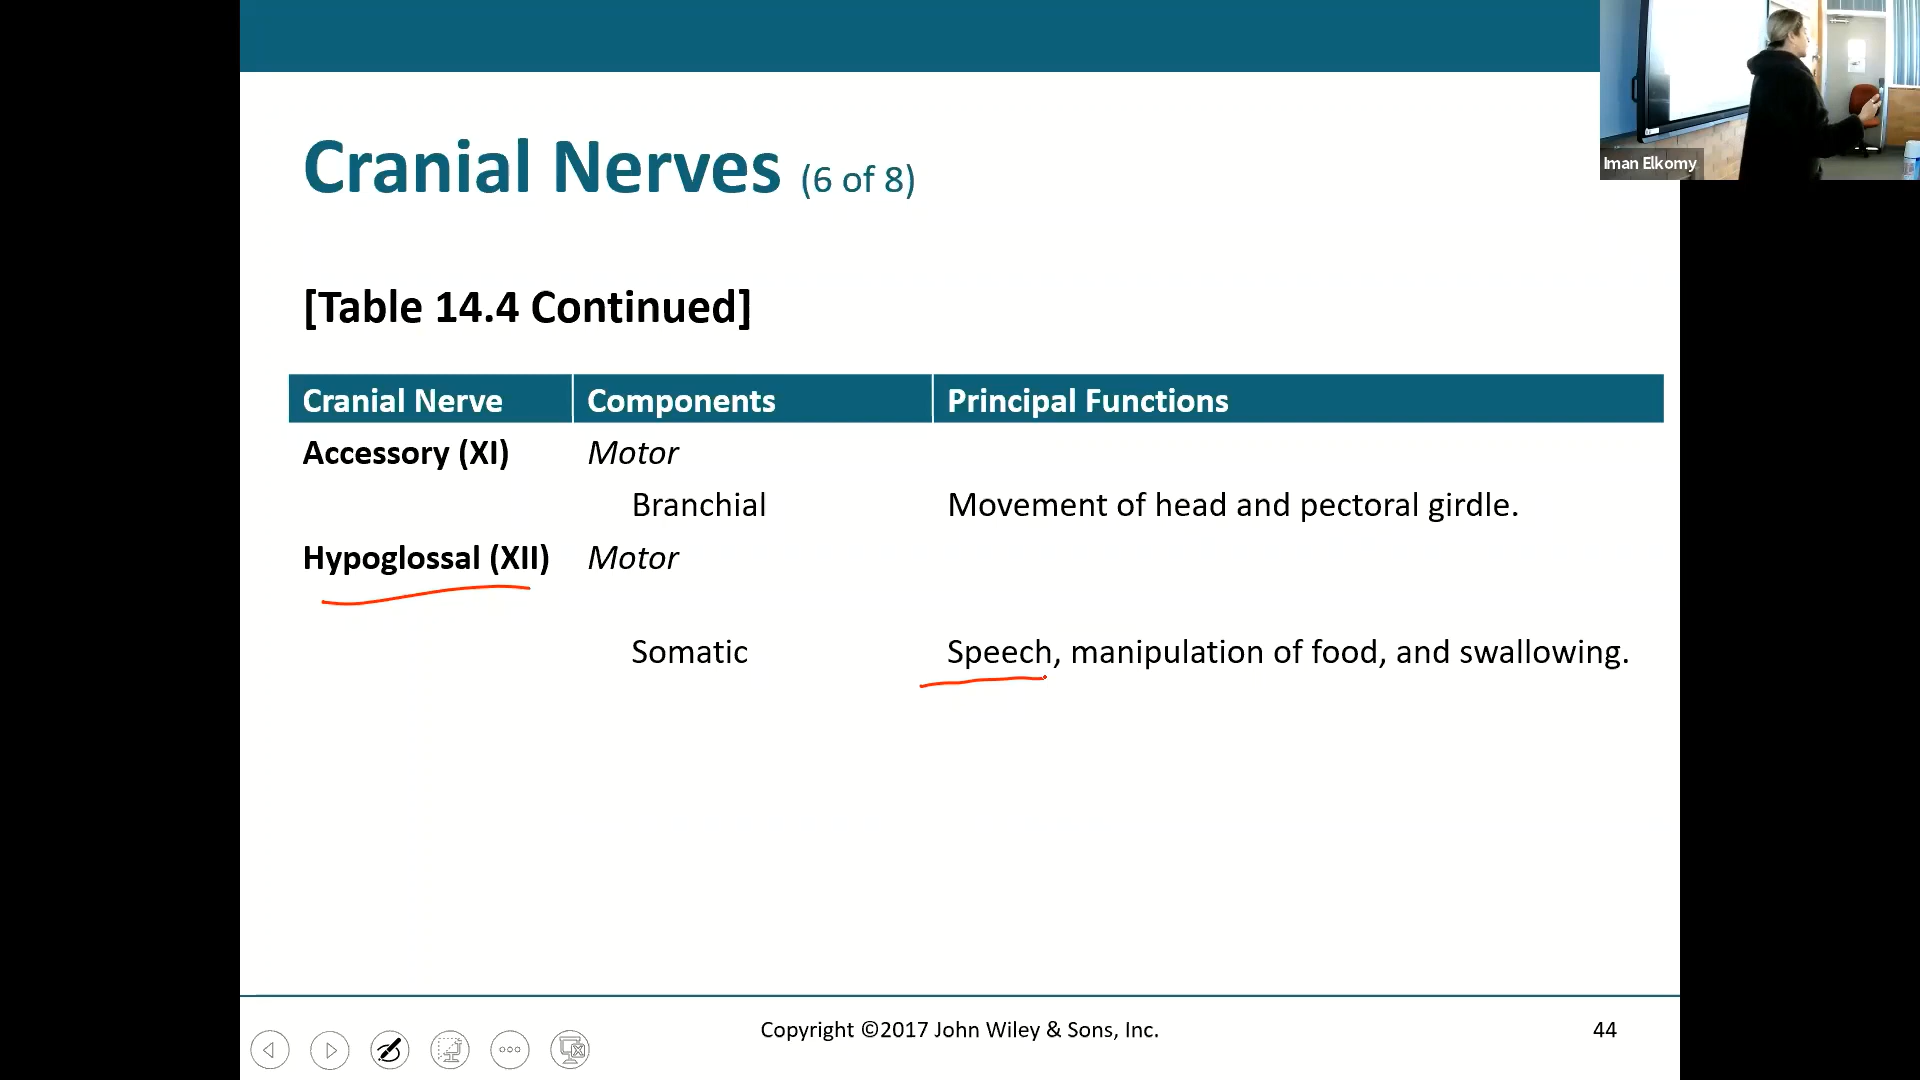 Iman Elkomy
Cranial Nerves (6 of 8)
[Table 14.4 Continued]
Cranial Nerve Components Principal Functions
Accessory (XI) Motor
Branchial Movement of head and pectoral girdle.
Hypoglossal (XII) Motor
Somatic Speech, manipulation of food, and swallowing.
Copyright ©2017 John Wiley & Sons, Inc. 44